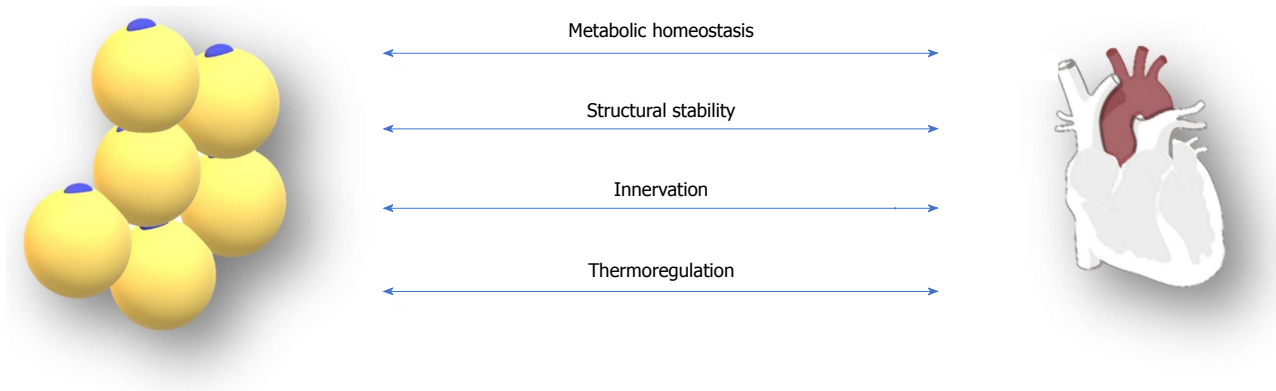 Metabolic homeostasis
Structural stability
Innervation
Thermoregulation